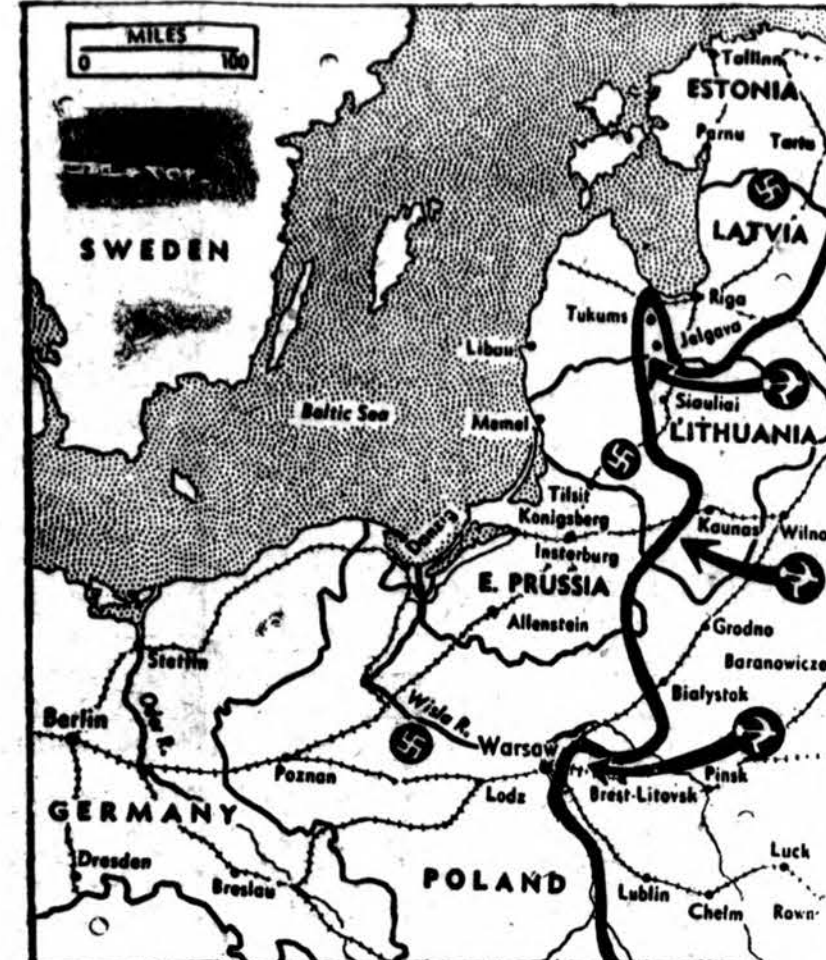 MILES
0 100
Tallinn
ESTONIA
Parnu Tartu
LATVIA
SWEDEN
Riga
Tukums
Jelgava
Libau
Siauliai
Baltic Sea
Memel
LITHUANIA
Tilsit
Konigsberg
Kaunas Wilno
Danzig
Insterburg
E. PRUSSIA
Allenstein
Grodno
Stettin
Baranowicze
Bialystok
Oder R.
Wisla R.
Berlin
Warsaw
Poznan
Pinsk
Lodz
Brest-Litovsk
GERMANY
Dresden
Luck
Breslau
POLAND
Lublin
Chelm
Rown